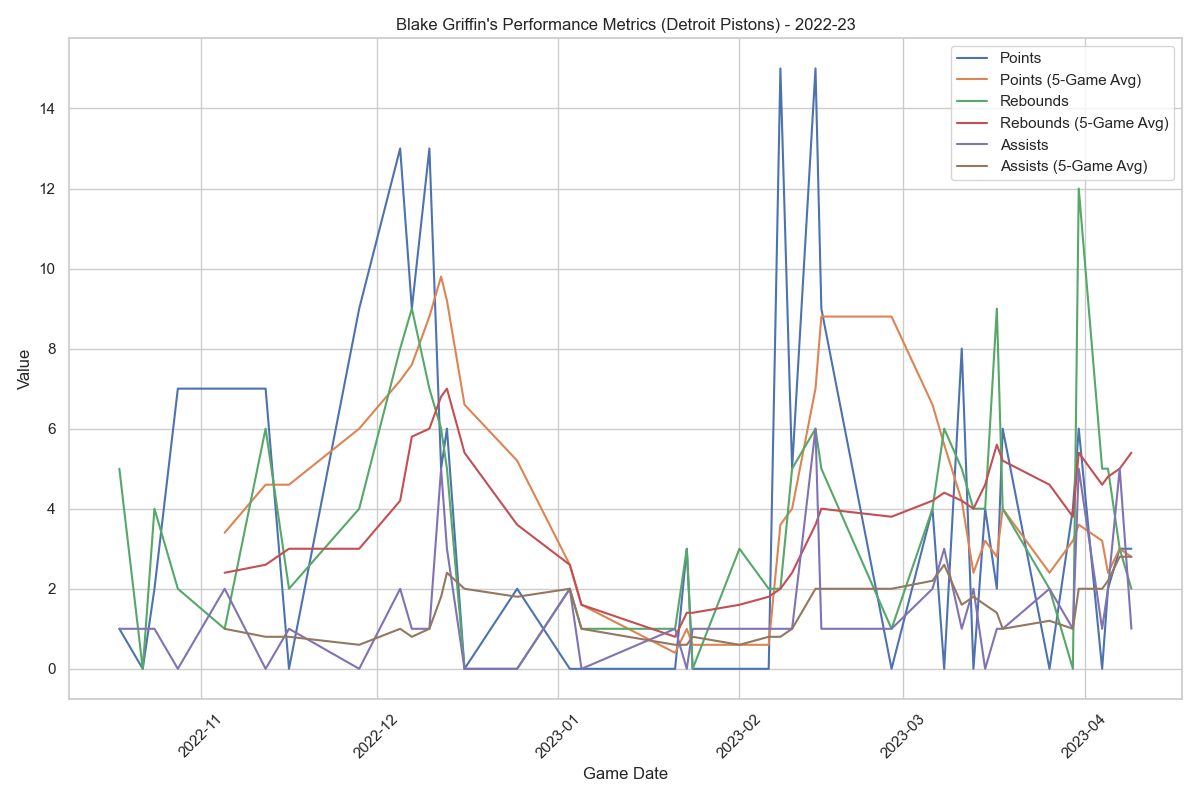 Blake Griffin's Performance Metrics (Detroit Pistons) - 2022-23
Points
Points (5-Game Avg)
Rebounds
Rebounds (5-Game Avg)
Assists
Assists (5-Game Avg)
Value
14
12
10
8
6
4
2
0
2022-11
2022-12
2023-01
2023-02
2023-03
2023-04
Game Date